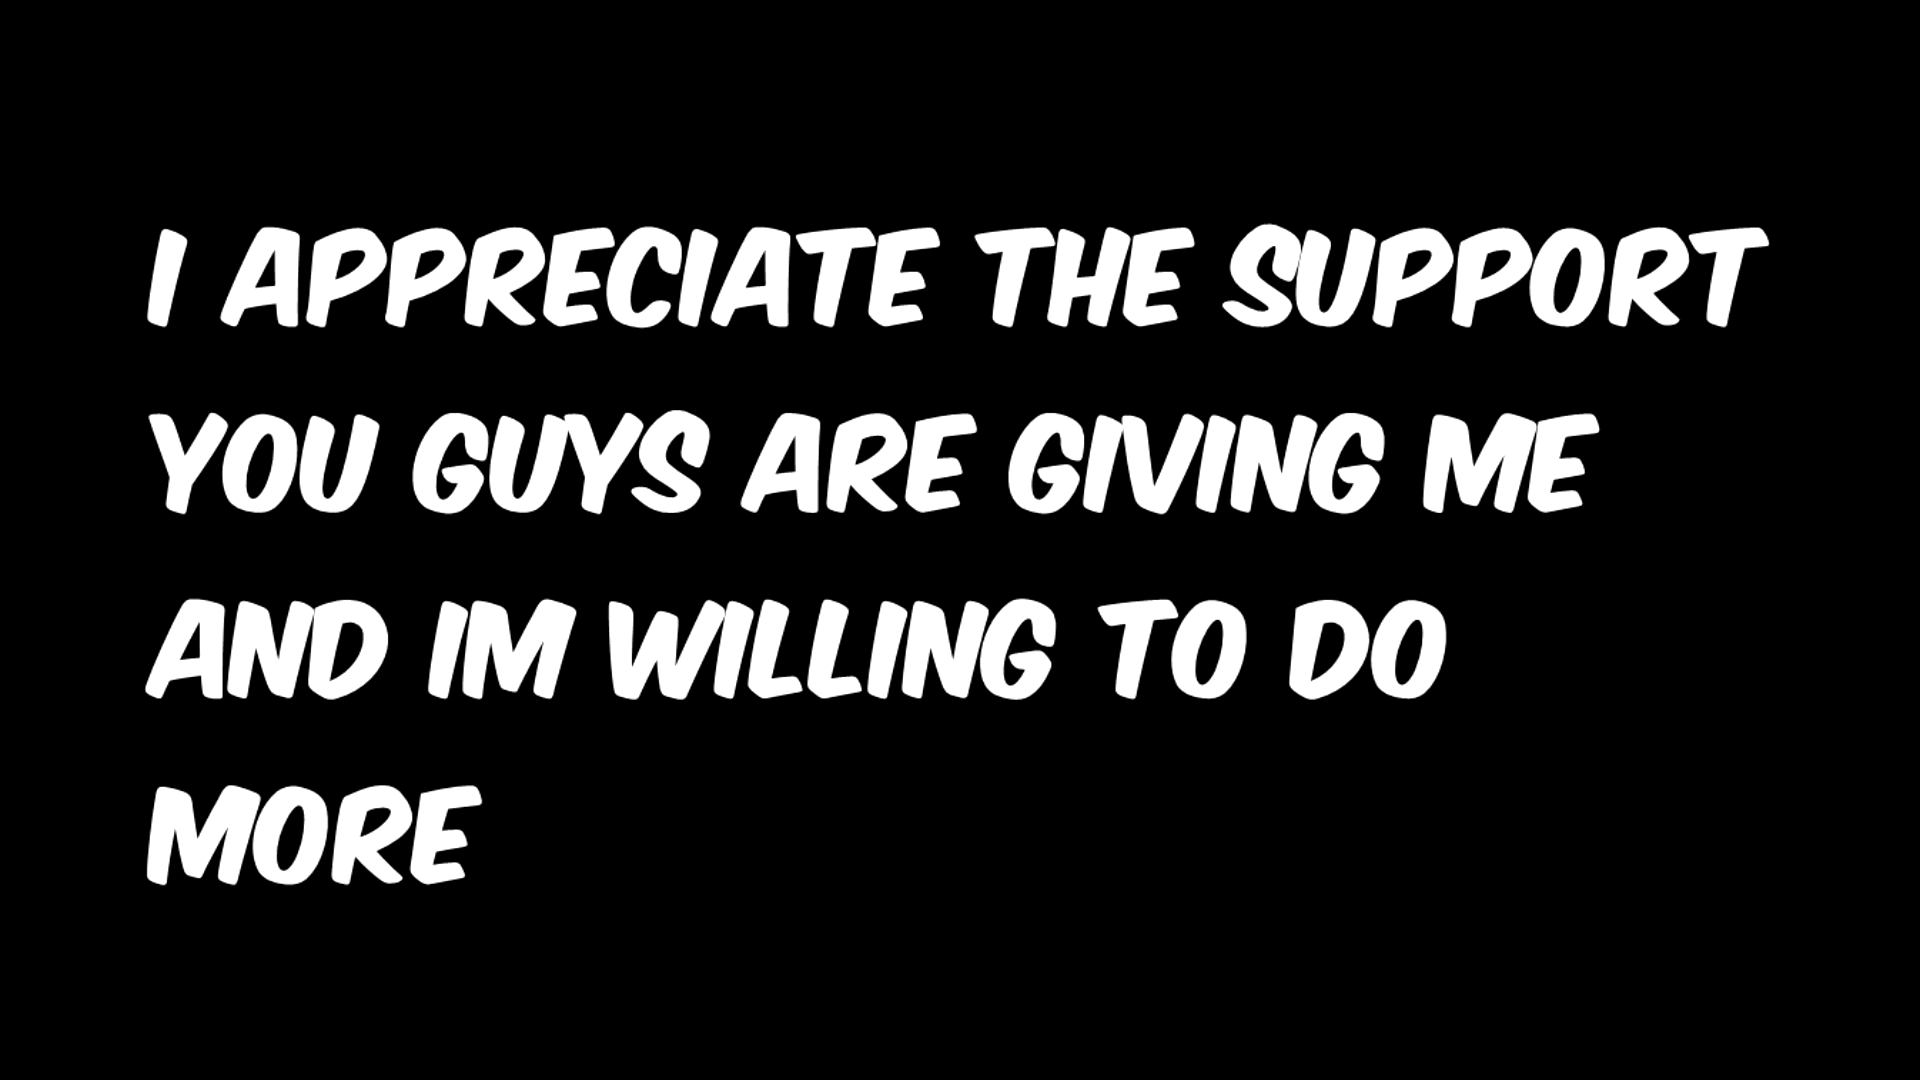 I APPRECIATE THE SUPPORT
YOU GUYS ARE GIVING ME
AND IM WILLING TO DO
MORE